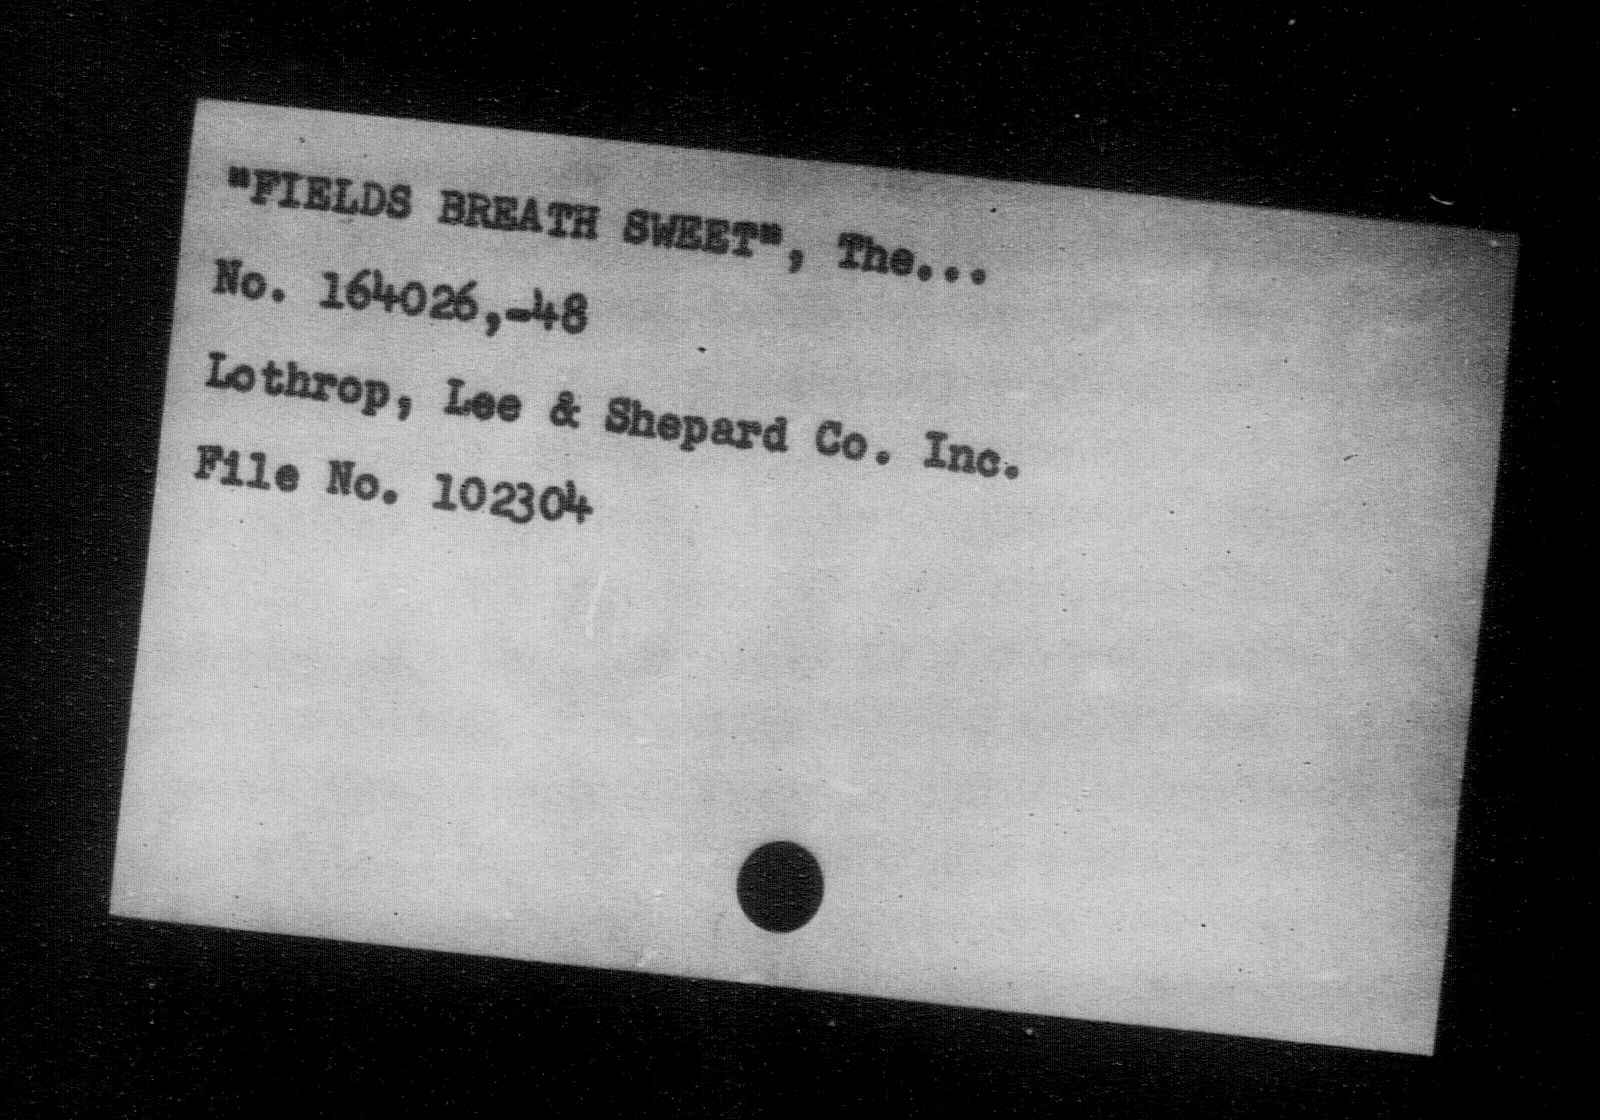 "FIELDS BREATH SWEET", The...
No. 164026,-48
Lothrop, Lee & Shepard Co. Inc.
File No. 102304